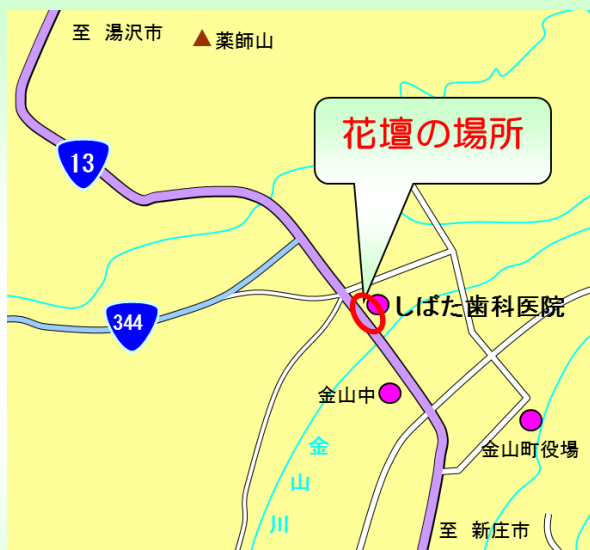 至 湯沢市
薬師山
13
花壇の場所
344
しばた歯科医院
金山中
金山町役場
金山川
至 新庄市